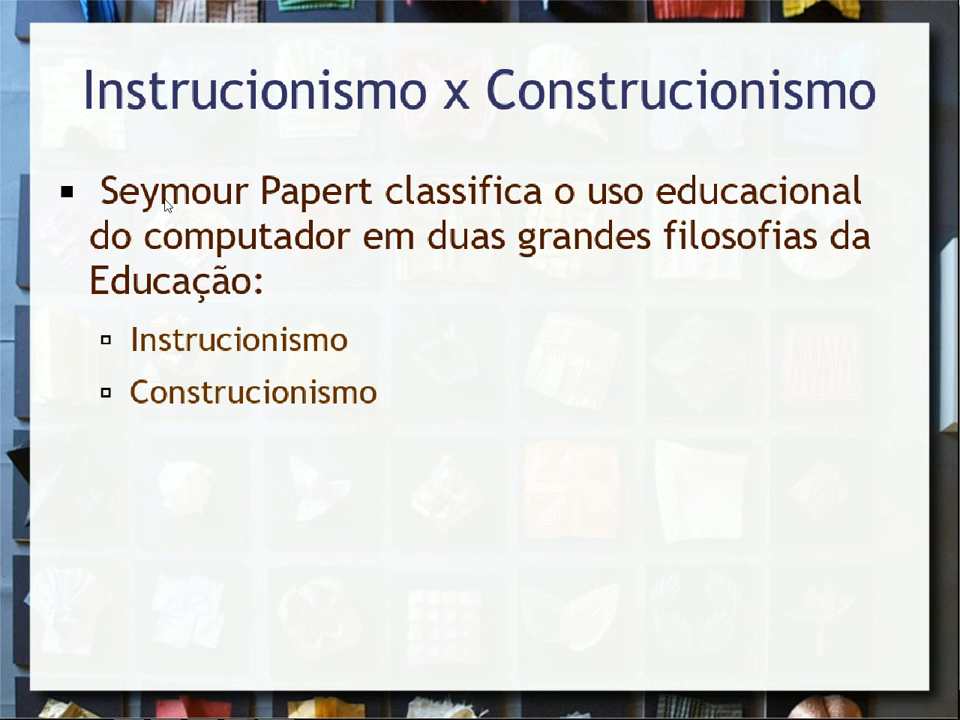 Instrucionismo x Construcionismo
Seymour Papert classifica o uso educacional
do computador em duas grandes filosofias da
Educação:
Instrucionismo
Construcionismo